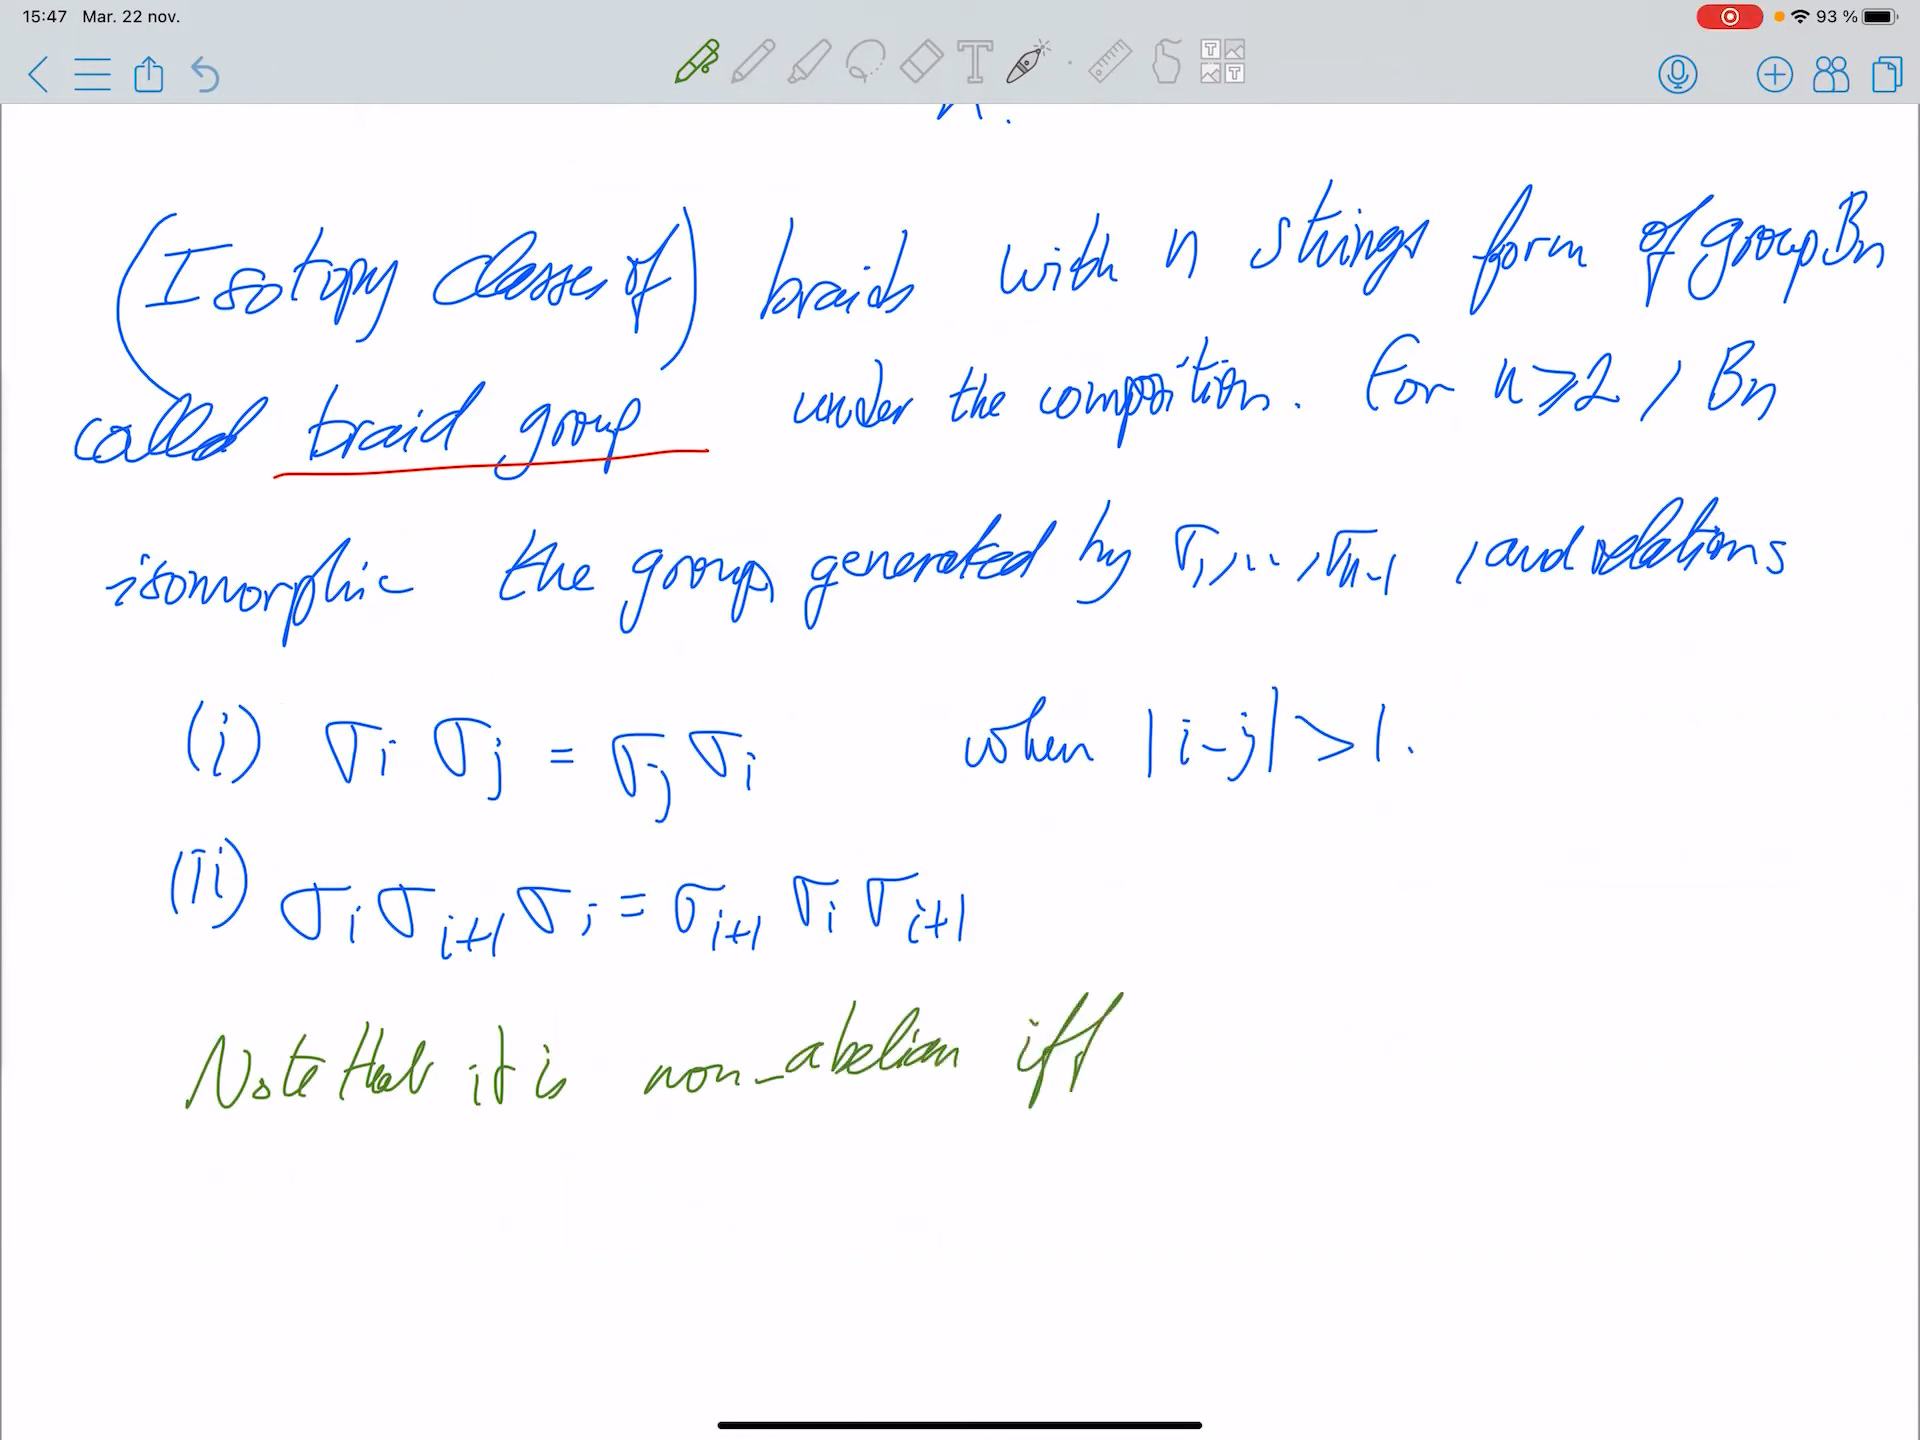 15:47 Mar. 22 nov. 93 %
(Isotopy classes of) braids with n strings form of group Bn
called braid group under the composition. For n ⩾ 2, Bn
isomorphic the group generated by σ1, ..., σn-1, and relations
(i) σi σj = σj σi when |i-j| > 1.
(ii) σi σi+1 σi = σi+1 σi σi+1
Note that it is non-abelian iff